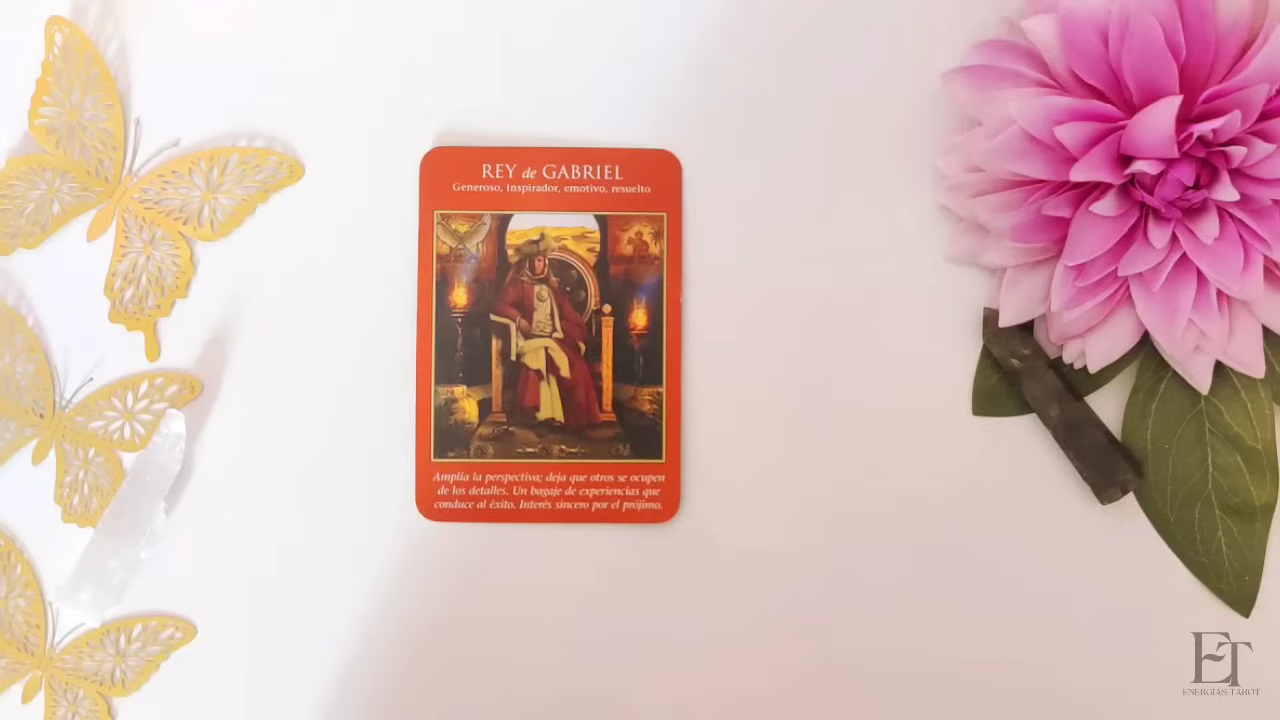 REY de GABRIEL
Generoso, inspirador, emotivo, resuelto
Amplía la perspectiva; deja que otros se ocupen
de los detalles. Un bagaje de experiencias que
conduce al éxito. Interés sincero por el prójimo.
ET
ENERGÍAS TAROT